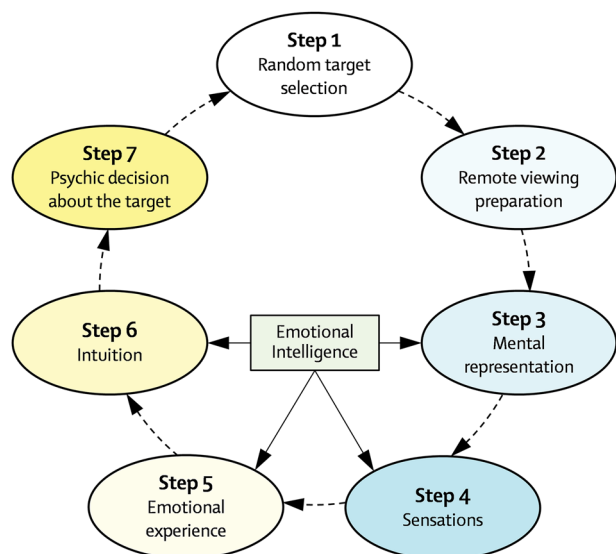 Step 1
Random target
selection
Step 2
Remote viewing
preparation
Step 3
Mental
representation
Step 4
Sensations
Step 5
Emotional
experience
Step 6
Intuition
Step 7
Psychic decision
about the target
Emotional
Intelligence